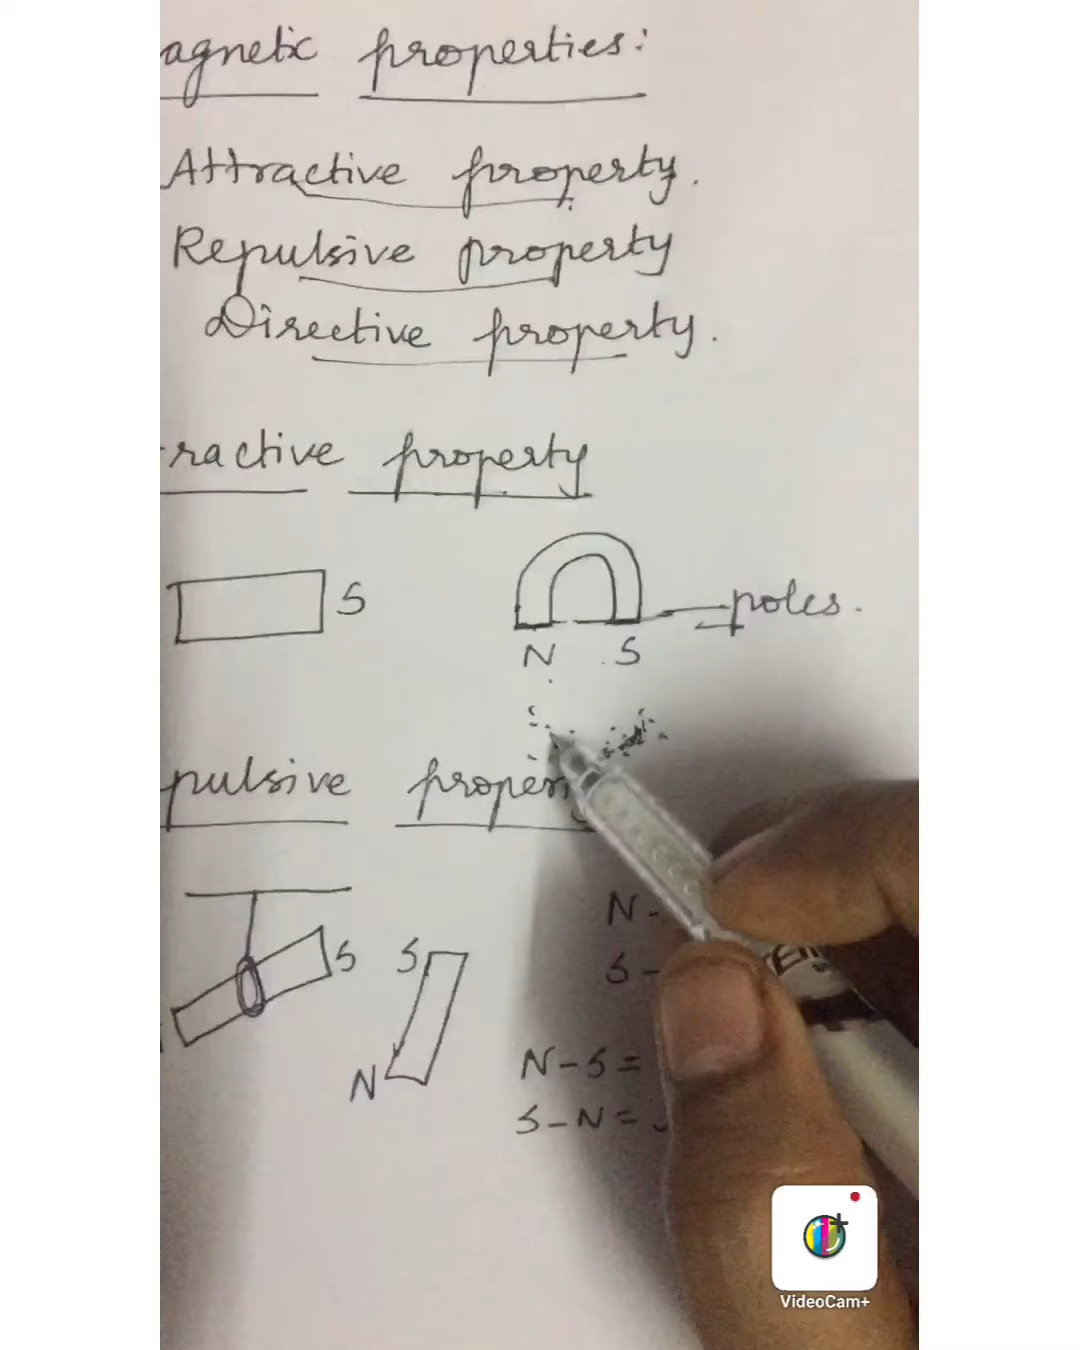 agnetic properties:
Attractive property.
Repulsive property
Directive property.
ractive property
S
poles.
N S
pulsive
N-
S S S-
N N-S=
S-N=
VideoCam+